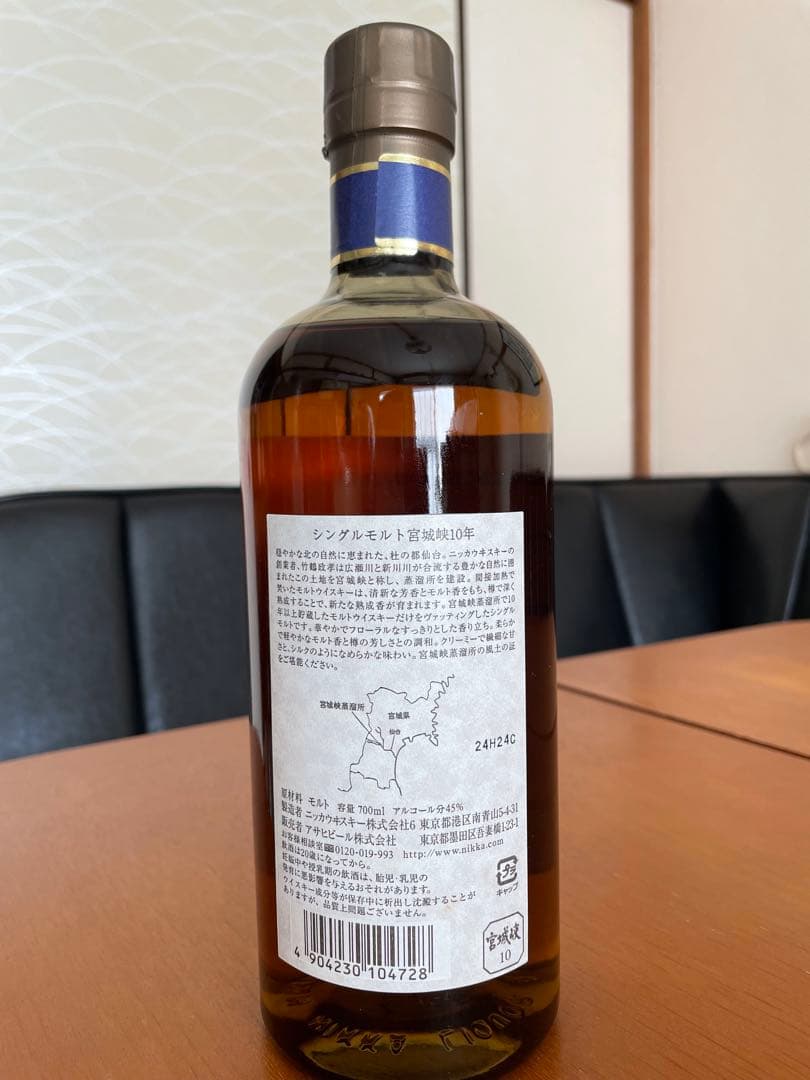 シングルモルト宮城峡10年
穏やかな北の自然に恵まれた、杜の都仙台。ニッカウヰスキーの
創業者、竹鶴政孝は広瀬川と新川川が合流する豊かな自然に囲
まれたこの土地を宮城峡と称し、蒸溜所を建設。間接加熱で
焚いたモルトウイスキーは、清新な芳香とモルト香をもち、樽で深く
熟成することで、新たな熟成香が育まれます。宮城峡蒸溜所で10
年以上貯蔵したモルトウイスキーだけをヴァッティングしたシングル
モルトです。華やかでフローラルなすっきりとした香り立ち。柔らか
で軽やかなモルト香と樽の芳しさとの調和。クリーミーで繊細な甘
さと、シルクのようになめらかな味わい。宮城峡蒸溜所の風土の証
をご堪能ください。
宮城峡蒸溜所
宮城県
仙台
24H24C
原材料 モルト 容量 700ml アルコール分45%
製造者 ニッカウヰスキー株式会社6 東京都港区南青山5-4-31
販売者 アサヒビール株式会社 東京都墨田区吾妻橋1-23-1
お客様相談室 0120-019-993 http://www.nikka.com
飲酒は20歳になってから。
妊娠中や授乳期の飲酒は、胎児・乳児の
発育に悪影響を与えるおそれがあります。
ウイスキー成分等が保存中に析出し沈澱することが
ありますが、品質上問題ございません。
キャップ
宮城峡
10
4 904230 104728